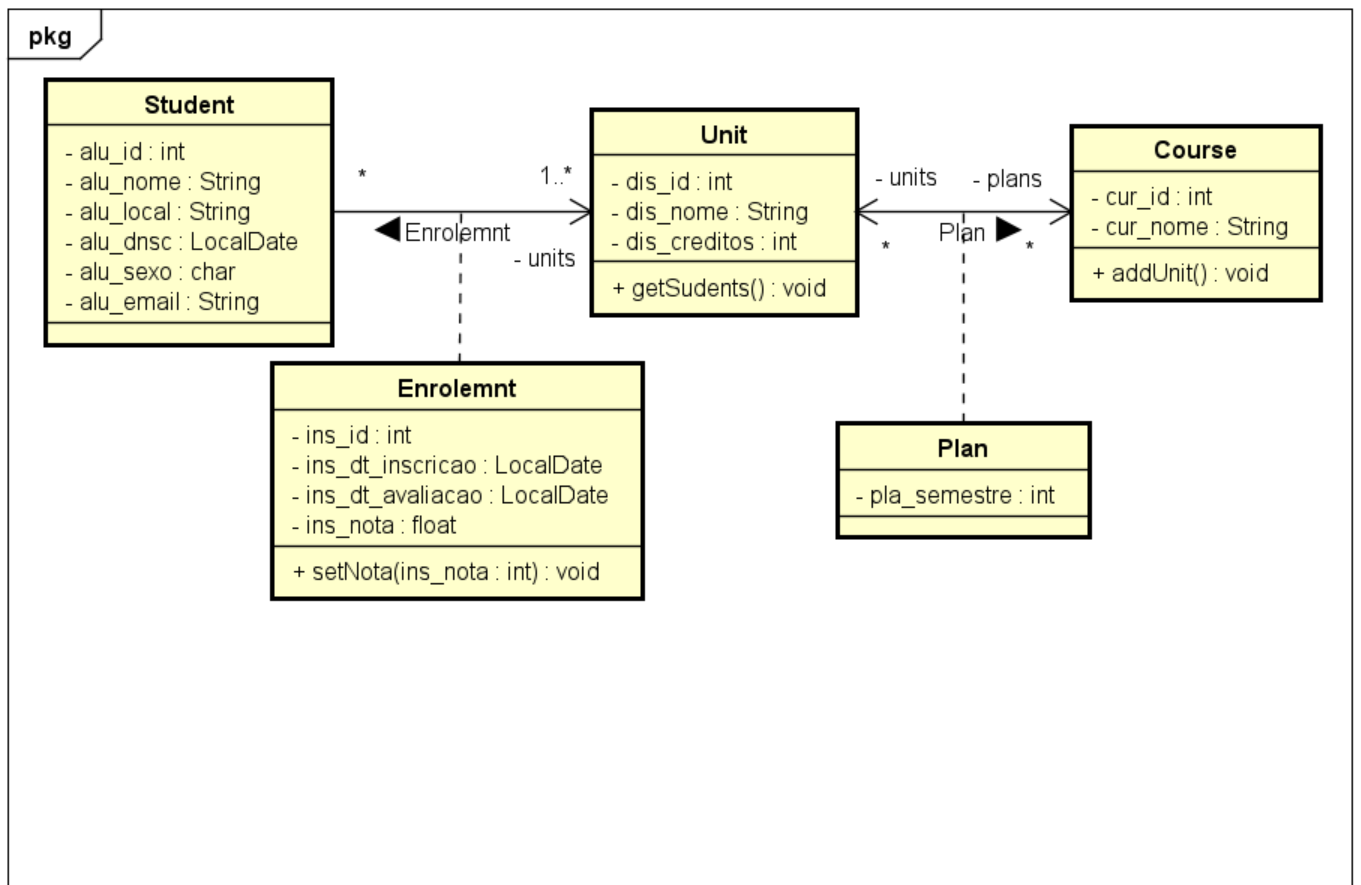 pkg
Student
- alu_id : int
- alu_nome : String
- alu_local : String
- alu_dnsc : LocalDate
- alu_sexo : char
- alu_email : String
*
1..*
Enrolemnt
- units
Unit
- dis_id : int
- dis_nome : String
- dis_creditos : int
+ getSudents() : void
- units
- plans
*
Plan
*
Course
- cur_id : int
- cur_nome : String
+ addUnit() : void
Enrolemnt
- ins_id : int
- ins_dt_inscricao : LocalDate
- ins_dt_avaliacao : LocalDate
- ins_nota : float
+ setNota(ins_nota : int) : void
Plan
- pla_semestre : int